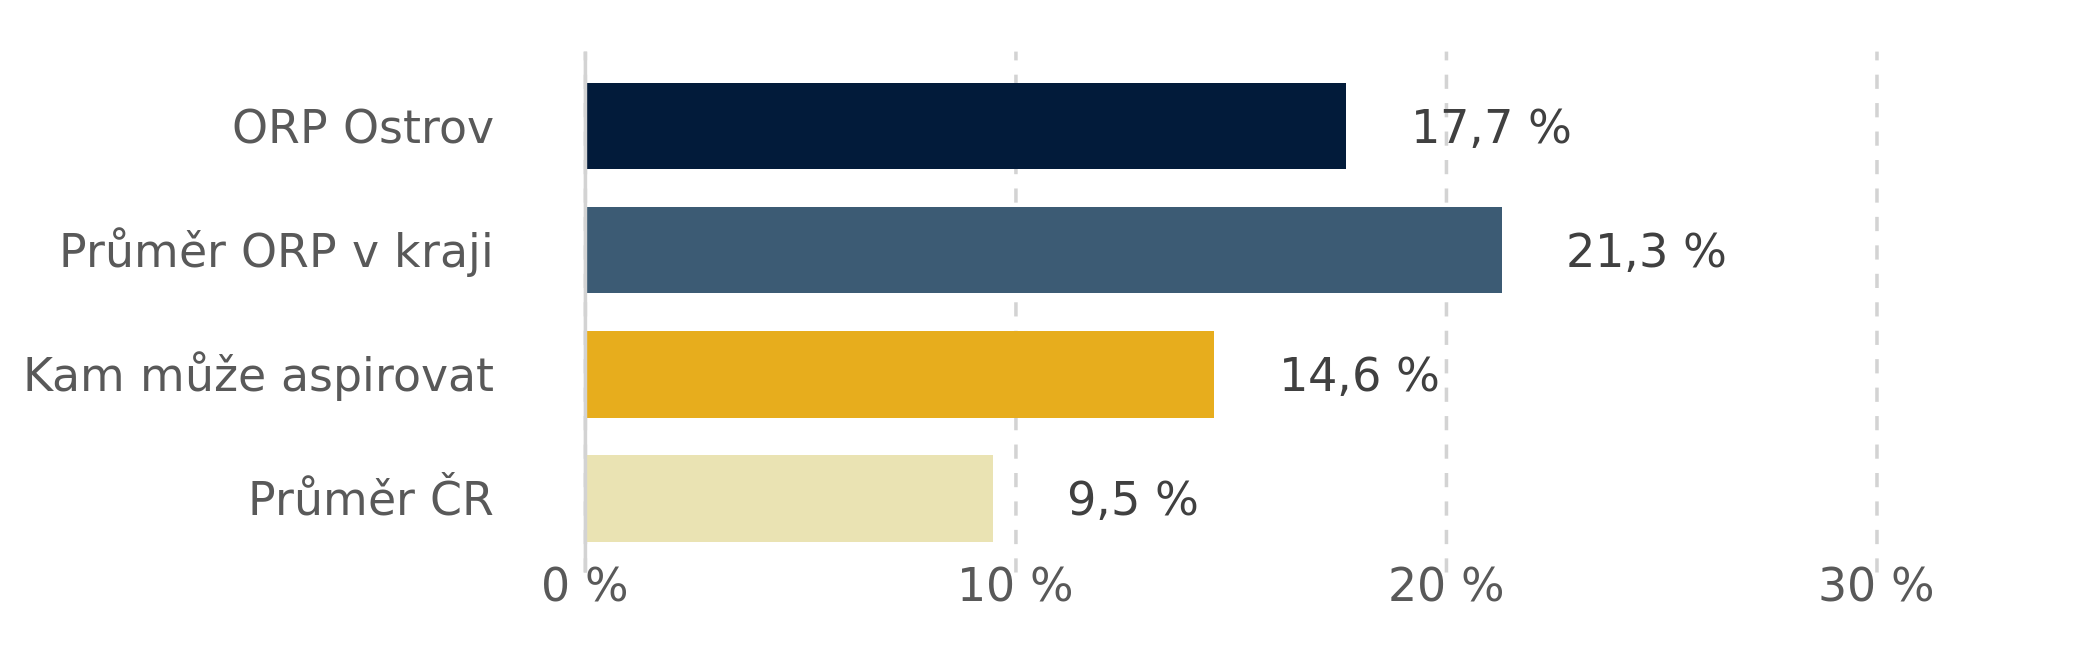 ORP Ostrov 17,7 %
Průměr ORP v kraji 21,3 %
Kam může aspirovat 14,6 %
Průměr ČR 9,5 %
0 % 10 % 20 % 30 %